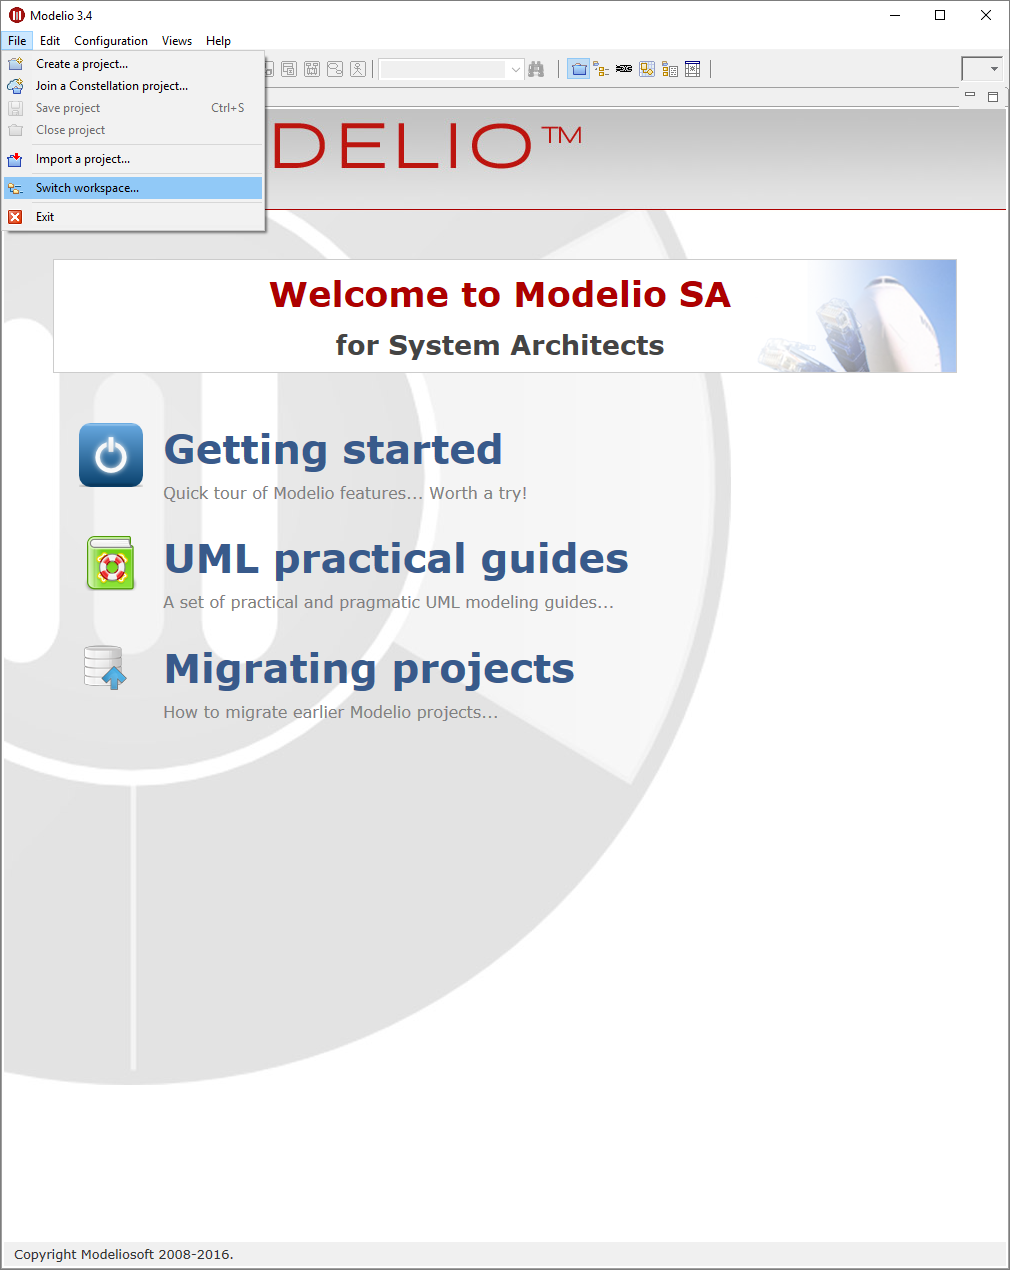 Modelio 3.4
File Edit Configuration Views Help
Create a project...
Join a Constellation project...
Save project Ctrl+S
Close project
Import a project...
Switch workspace...
Exit
DELIO™
Welcome to Modelio SA
for System Architects
Getting started
Quick tour of Modelio features... Worth a try!
UML practical guides
A set of practical and pragmatic UML modeling guides...
Migrating projects
How to migrate earlier Modelio projects...
Copyright Modeliosoft 2008-2016.